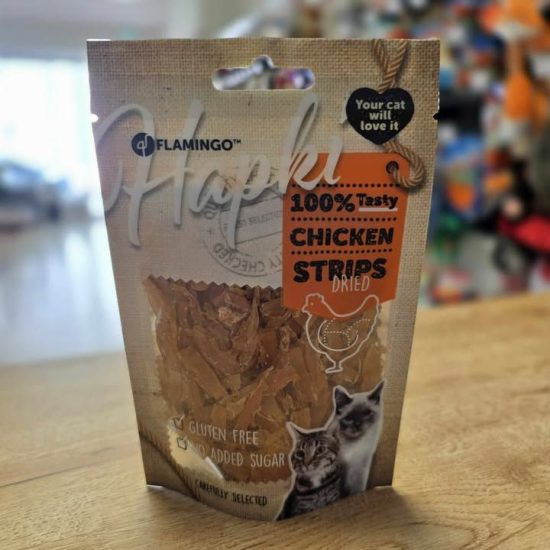 Your cat
will
love it
FLAMINGO™
Hapki
100% Tasty
CHICKEN
STRIPS
DRIED
GLUTEN FREE
NO ADDED SUGAR
CAREFULLY SELECTED